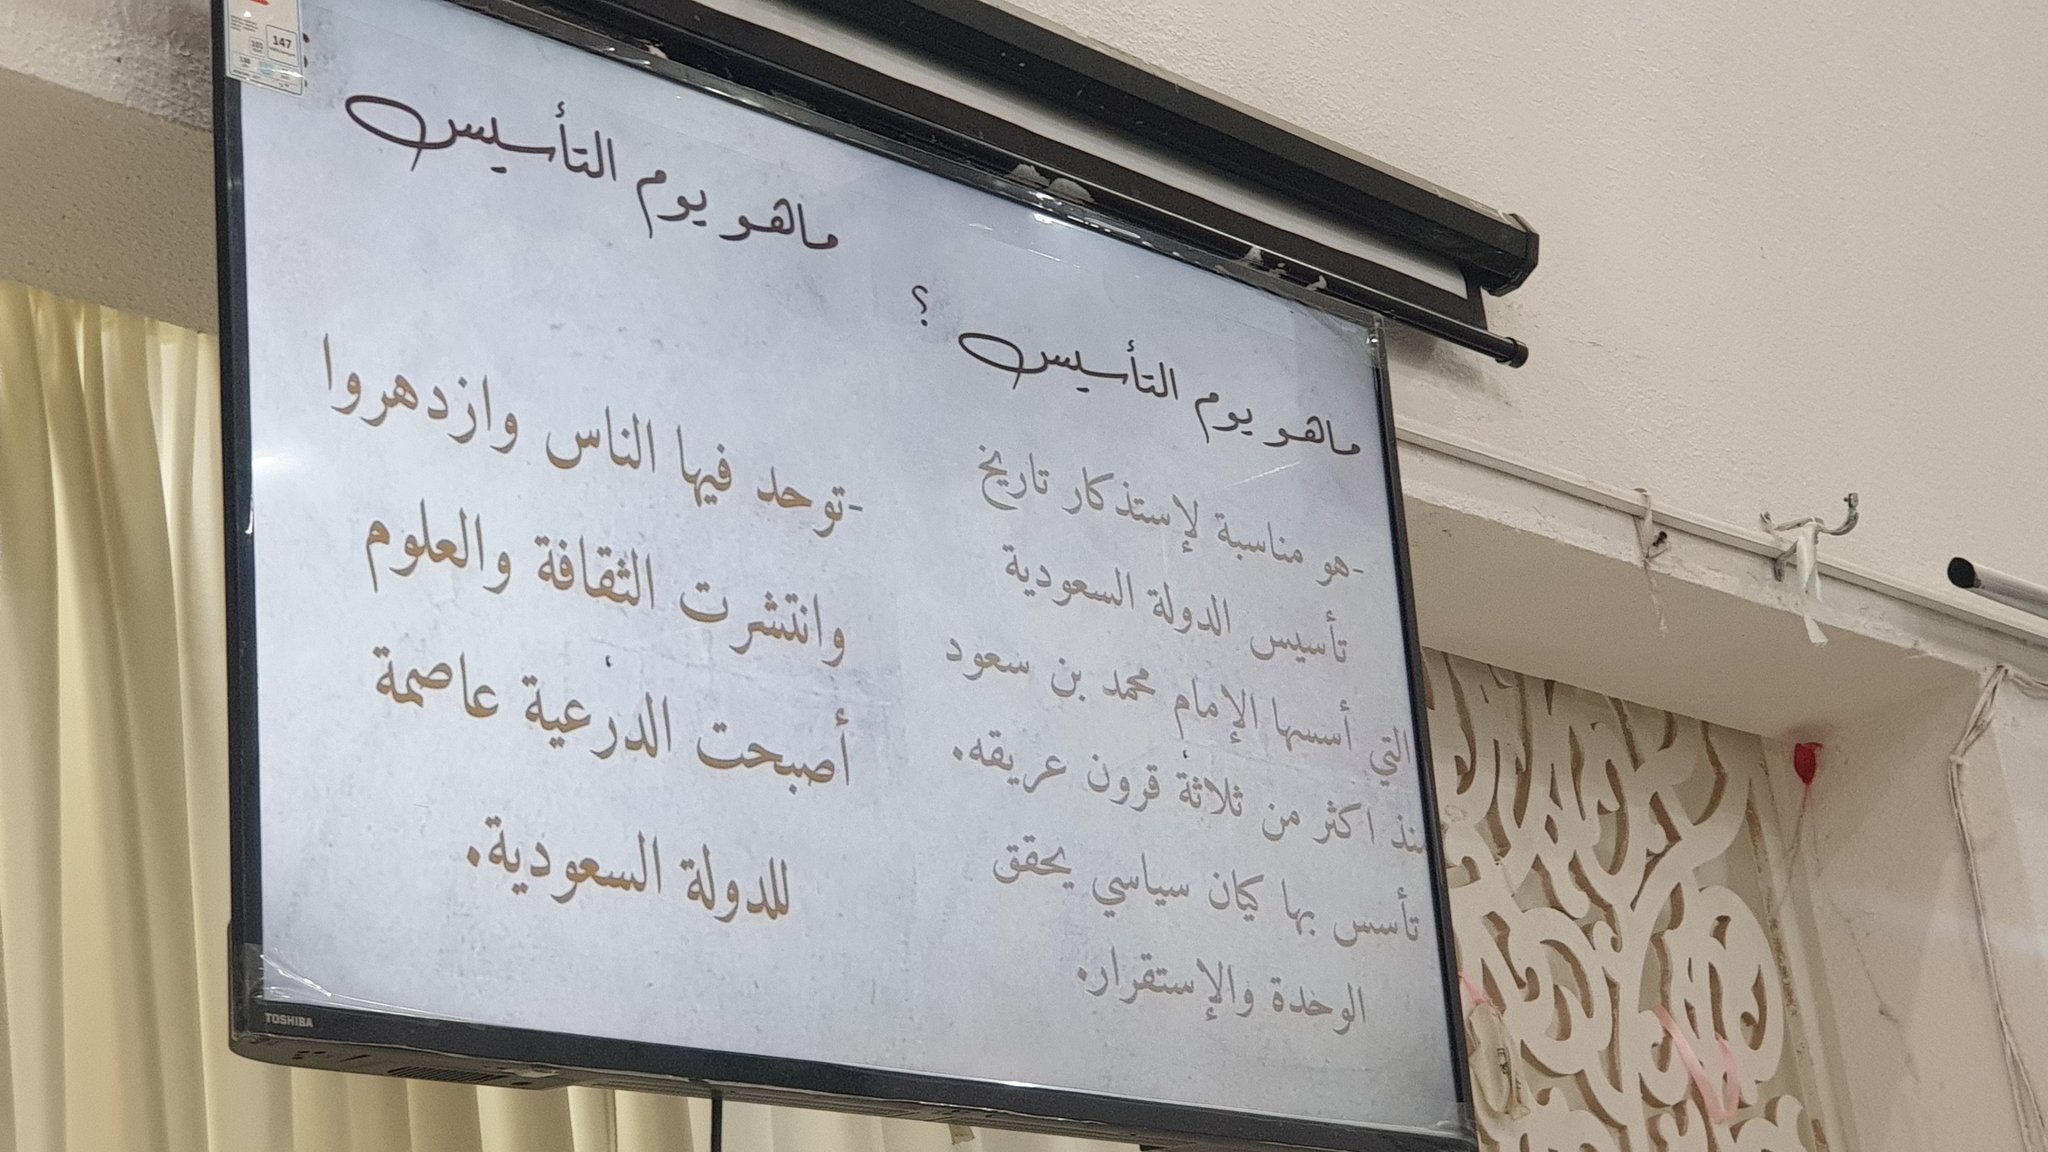 ماهو يوم التأسيس ؟
-هو مناسبة لإستذكار تاريخ
تأسيس الدولة السعودية
التي أسسها الإمام محمد بن سعود
منذ اكثر من ثلاثة قرون عريقه.
تأسس بها كيان سياسي يحقق
الوحدة والإستقرار.
ماهو يوم التأسيس
-توحد فيها الناس وازدهروا
وانتشرت الثقافة والعلوم
أصبحت الدرعية عاصمة
للدولة السعودية.
TOSHIBA
147